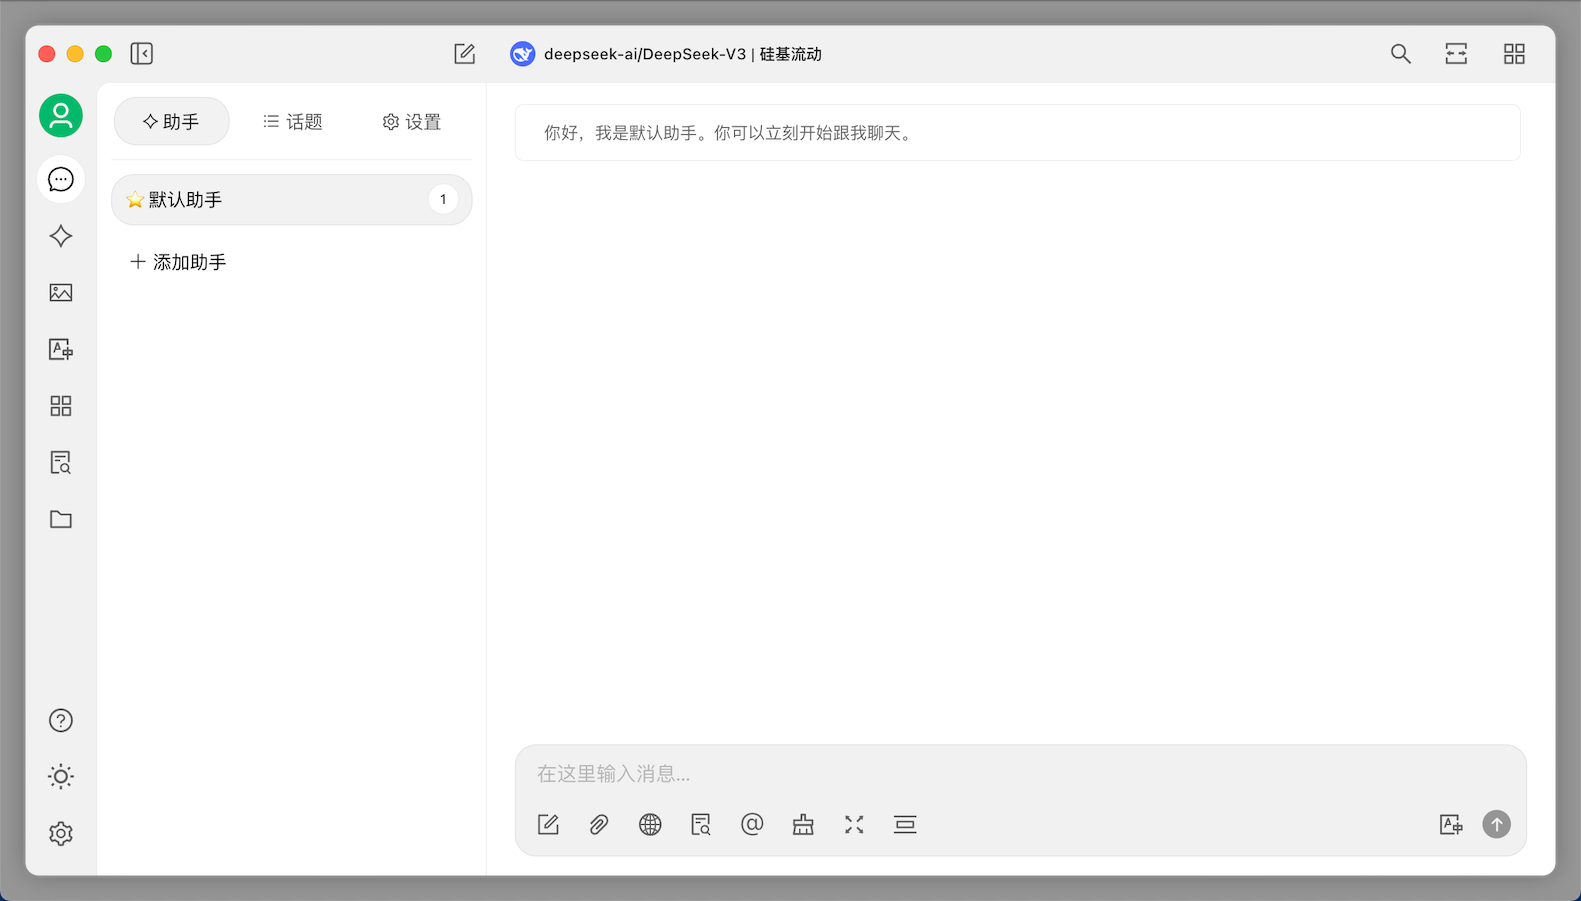 deepseek-ai/DeepSeek-V3 | 硅基流动
助手
话题
设置
你好，我是默认助手。你可以立刻开始跟我聊天。
默认助手
1
添加助手
在这里输入消息...